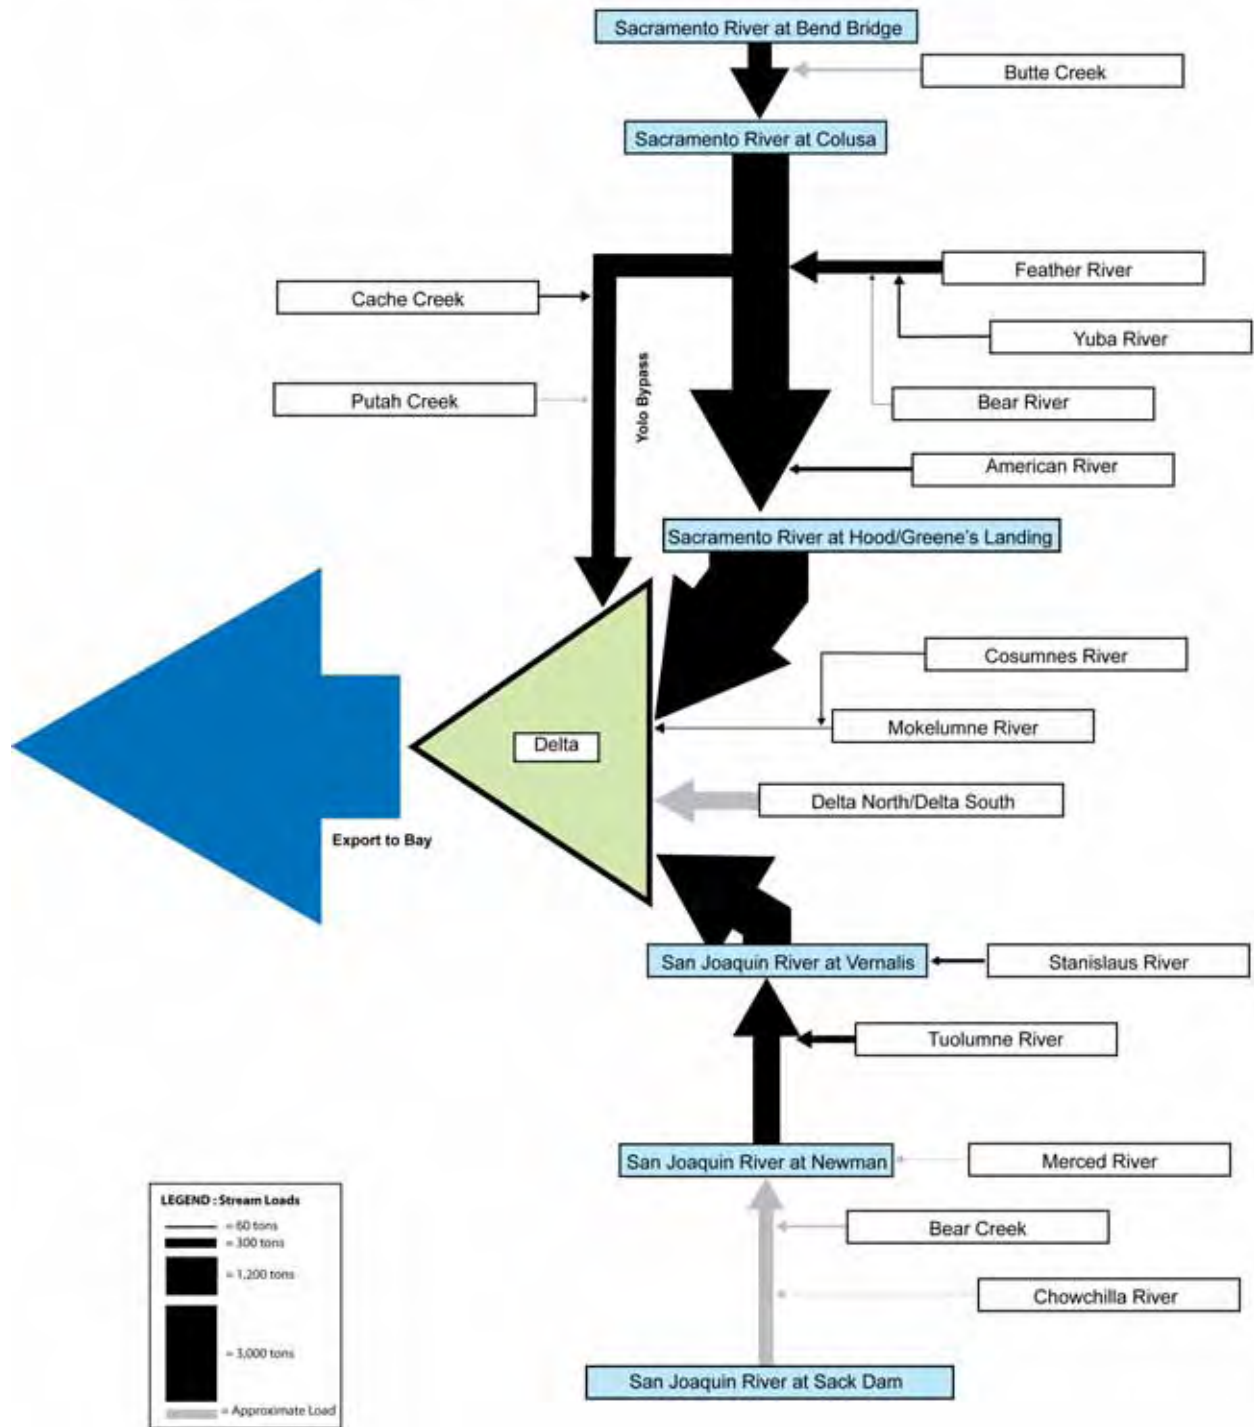 Sacramento River at Bend Bridge
Butte Creek
Sacramento River at Colusa
Feather River
Cache Creek
Yuba River
Yolo Bypass
Putah Creek
Bear River
American River
Sacramento River at Hood/Greene's Landing
Cosumnes River
Mokelumne River
Delta
Delta North/Delta South
Export to Bay
San Joaquin River at Vernalis
Stanislaus River
Tuolumne River
San Joaquin River at Newman
Merced River
LEGEND : Stream Loads
= 60 tons
= 300 tons
= 1,200 tons
= 3,000 tons
= Approximate Load
Bear Creek
Chowchilla River
San Joaquin River at Sack Dam